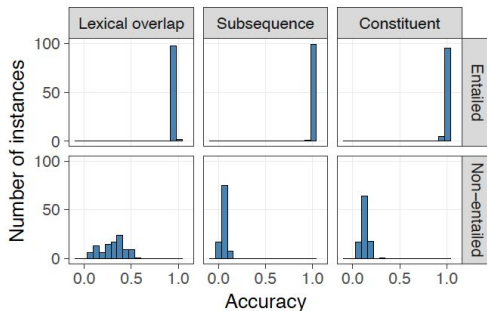 Lexical overlap Subsequence Constituent
Number of instances
100
50
0
Entailed
100
50
0
Non−entailed
0.0 0.5 1.0 0.0 0.5 1.0 0.0 0.5 1.0
Accuracy